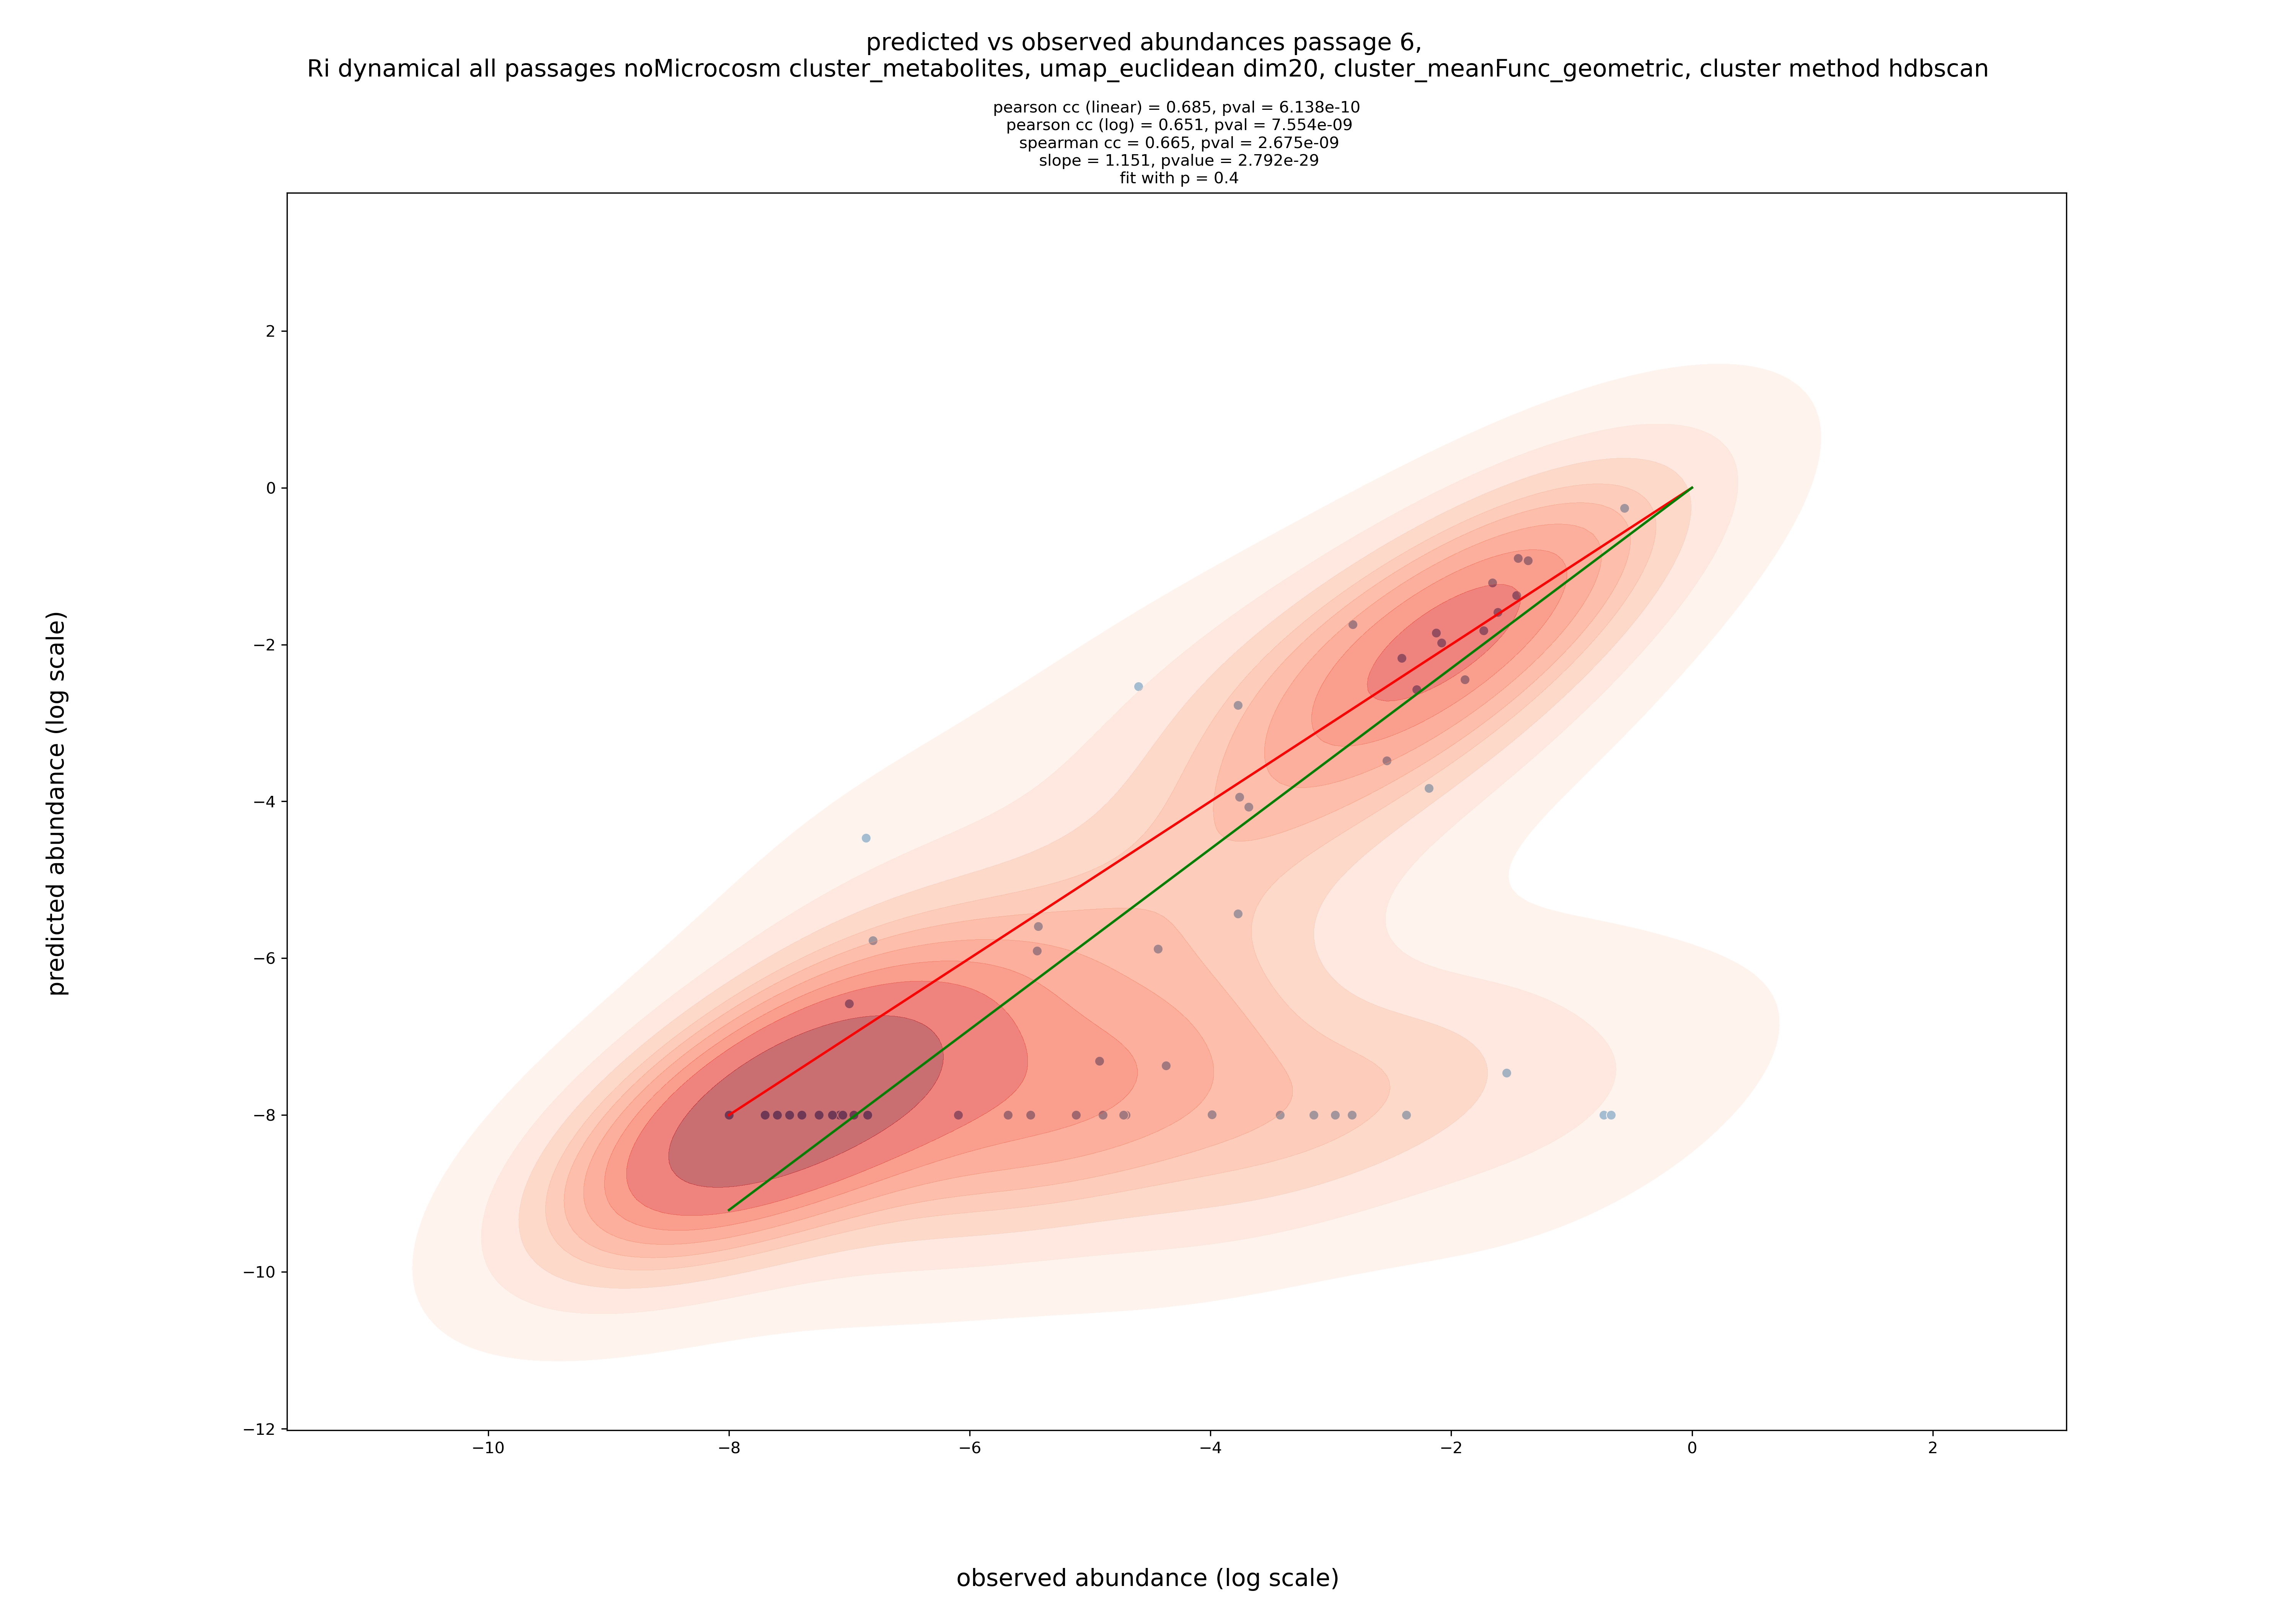 predicted vs observed abundances passage 6,
Ri dynamical all passages noMicrocosm cluster_metabolites, umap_euclidean dim20, cluster_meanFunc_geometric, cluster method hdbscan
pearson cc (linear) = 0.685, pval = 6.138e-10
pearson cc (log) = 0.651, pval = 7.554e-09
spearman cc = 0.665, pval = 2.675e-09
slope = 1.151, pvalue = 2.792e-29
fit with p = 0.4
predicted abundance (log scale)
2
0
−2
−4
−6
−8
−10
−12
−10 −8 −6 −4 −2 0 2
observed abundance (log scale)